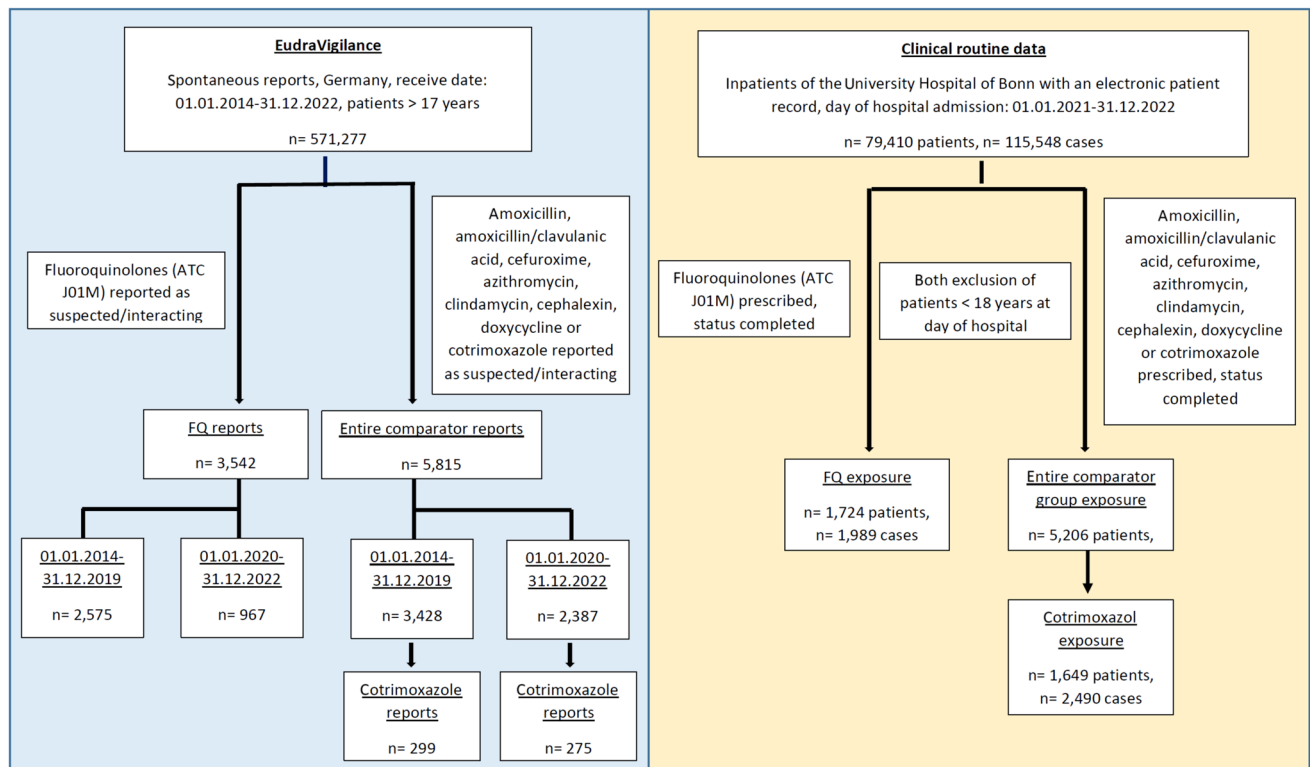 EudraVigilance
Spontaneous reports, Germany, receive date:
01.01.2014-31.12.2022, patients > 17 years
n= 571,277
Fluoroquinolones (ATC
J01M) reported as
suspected/interacting
Amoxicillin,
amoxicillin/clavulanic
acid, cefuroxime,
azithromycin,
clindamycin, cephalexin,
doxycycline or
cotrimoxazole reported
as suspected/interacting
FQ reports
n= 3,542
Entire comparator reports
n= 5,815
01.01.2014-
31.12.2019
n= 2,575
01.01.2020-
31.12.2022
n= 967
01.01.2014-
31.12.2019
n= 3,428
01.01.2020-
31.12.2022
n= 2,387
Cotrimoxazole
reports
n= 299
Cotrimoxazole
reports
n= 275
Clinical routine data
Inpatients of the University Hospital of Bonn with an electronic patient
record, day of hospital admission: 01.01.2021-31.12.2022
n= 79,410 patients, n= 115,548 cases
Fluoroquinolones (ATC
J01M) prescribed,
status completed
Both exclusion of
patients < 18 years at
day of hospital
Amoxicillin,
amoxicillin/clavulanic
acid, cefuroxime,
azithromycin,
clindamycin,
cephalexin, doxycycline
or cotrimoxazole
prescribed, status
completed
FQ exposure
n= 1,724 patients,
n= 1,989 cases
Entire comparator
group exposure
n= 5,206 patients,
Cotrimoxazol
exposure
n= 1,649 patients,
n= 2,490 cases